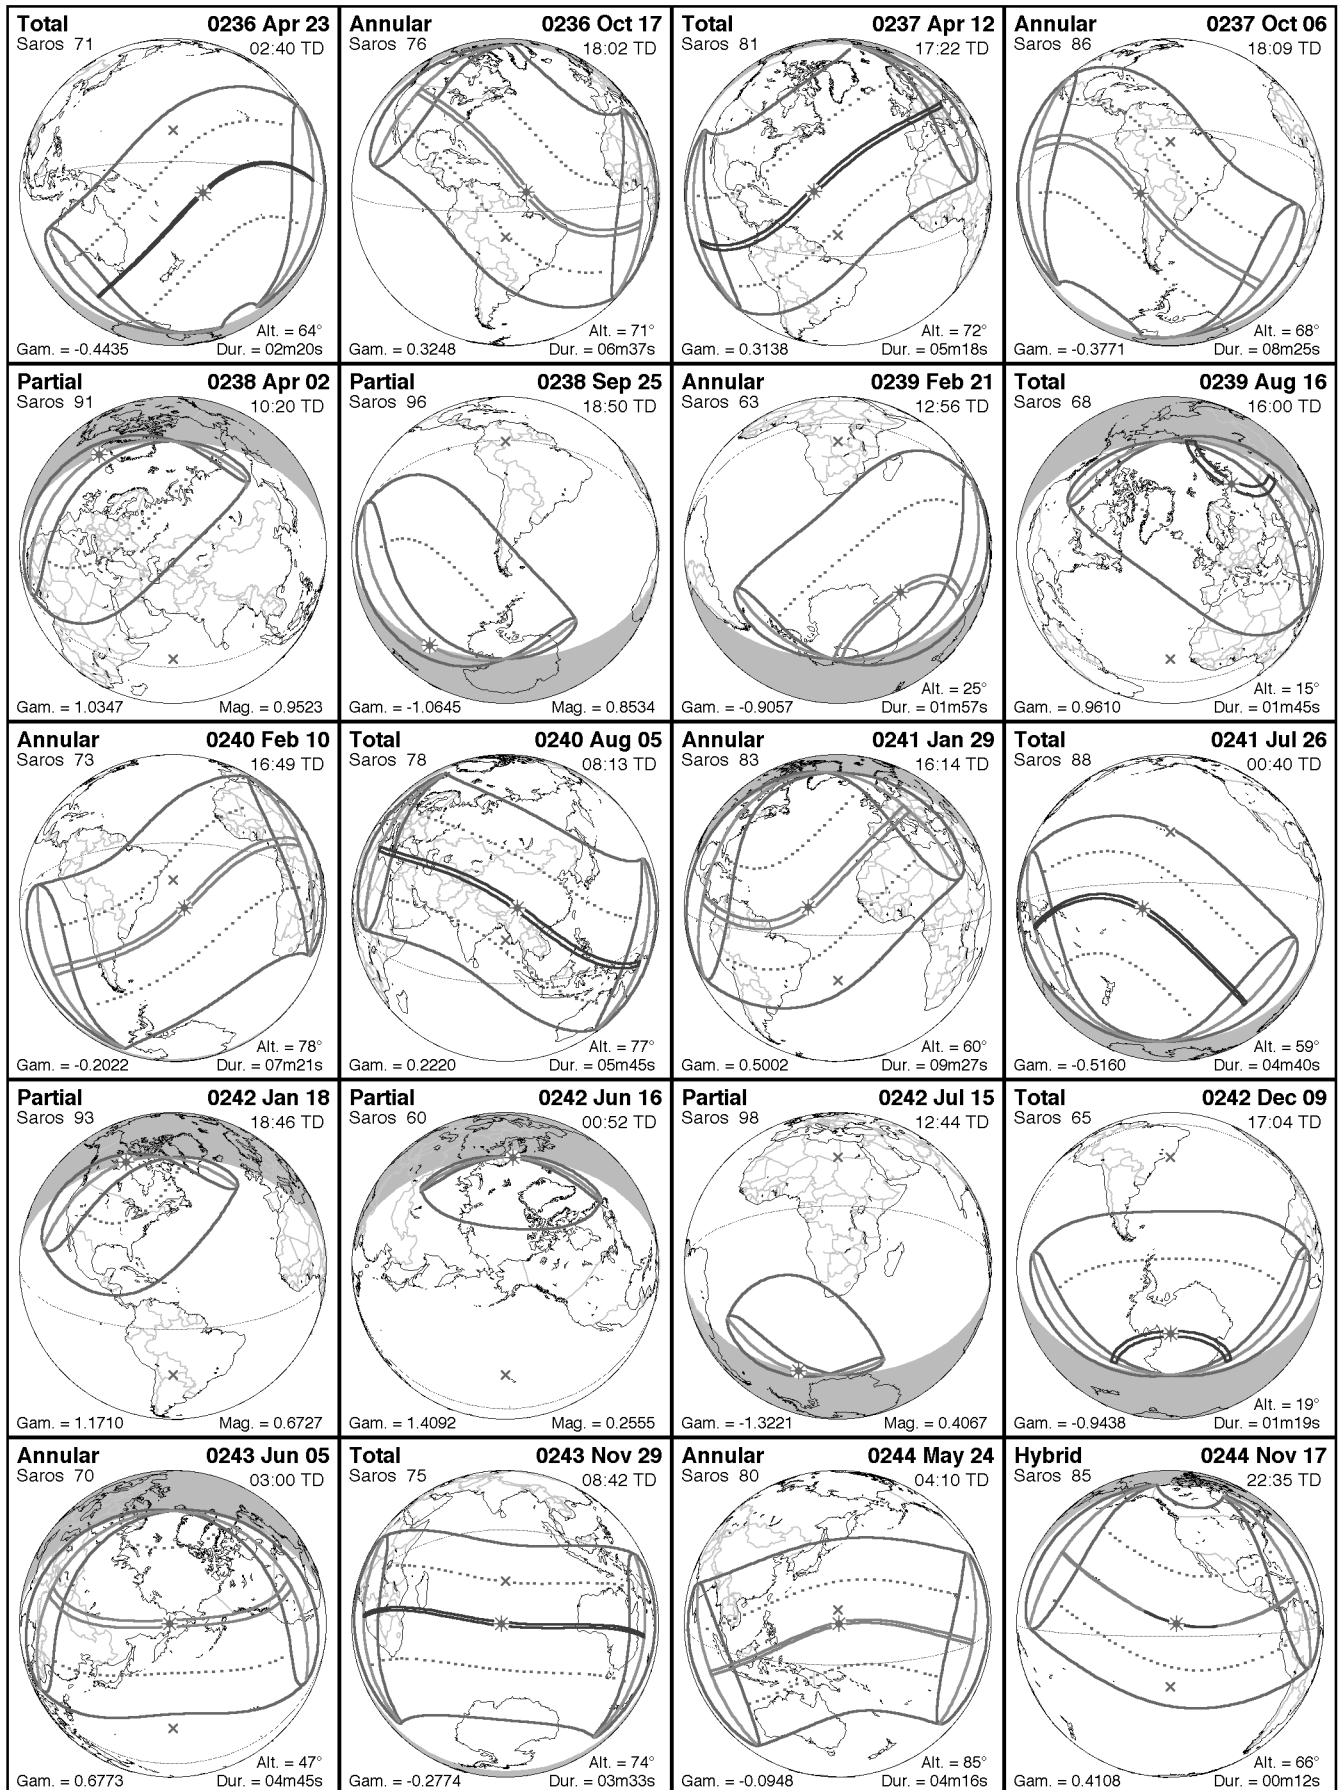 Total 0236 Apr 23
Saros 71 02:40 TD
Alt. = 64°
Gam. = -0.4435 Dur. = 02m20s
Annular 0236 Oct 17
Saros 76 18:02 TD
Alt. = 71°
Gam. = 0.3248 Dur. = 06m37s
Total 0237 Apr 12
Saros 81 17:22 TD
Alt. = 72°
Gam. = 0.3138 Dur. = 05m18s
Annular 0237 Oct 06
Saros 86 18:09 TD
Alt. = 68°
Gam. = -0.3771 Dur. = 08m25s
Partial 0238 Apr 02
Saros 91 10:20 TD
Gam. = 1.0347 Mag. = 0.9523
Partial 0238 Sep 25
Saros 96 18:50 TD
Gam. = -1.0645 Mag. = 0.8534
Annular 0239 Feb 21
Saros 63 12:56 TD
Alt. = 25°
Gam. = -0.9057 Dur. = 01m57s
Total 0239 Aug 16
Saros 68 16:00 TD
Alt. = 15°
Gam. = 0.9610 Dur. = 01m45s
Annular 0240 Feb 10
Saros 73 16:49 TD
Alt. = 78°
Gam. = -0.2022 Dur. = 07m21s
Total 0240 Aug 05
Saros 78 08:13 TD
Alt. = 77°
Gam. = 0.2220 Dur. = 05m45s
Annular 0241 Jan 29
Saros 83 16:14 TD
Alt. = 60°
Gam. = 0.5002 Dur. = 09m27s
Total 0241 Jul 26
Saros 88 00:40 TD
Alt. = 59°
Gam. = -0.5160 Dur. = 04m40s
Partial 0242 Jan 18
Saros 93 18:46 TD
Gam. = 1.1710 Mag. = 0.6727
Partial 0242 Jun 16
Saros 60 00:52 TD
Gam. = 1.4092 Mag. = 0.2555
Partial 0242 Jul 15
Saros 98 12:44 TD
Gam. = -1.3221 Mag. = 0.4067
Total 0242 Dec 09
Saros 65 17:04 TD
Alt. = 19°
Gam. = -0.9438 Dur. = 01m19s
Annular 0243 Jun 05
Saros 70 03:00 TD
Alt. = 47°
Gam. = 0.6773 Dur. = 04m45s
Total 0243 Nov 29
Saros 75 08:42 TD
Alt. = 74°
Gam. = -0.2774 Dur. = 03m33s
Annular 0244 May 24
Saros 80 04:10 TD
Alt. = 85°
Gam. = -0.0948 Dur. = 04m16s
Hybrid 0244 Nov 17
Saros 85 22:35 TD
Alt. = 66°
Gam. = 0.4108 Dur. = 00m12s